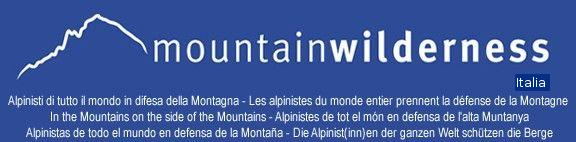 mountainwilderness
Italia
Alpinisti di tutto il mondo in difesa della Montagna - Les alpinistes du monde entier prennent la défense de la Montagne
In the Mountains on the side of the Mountains - Alpinistes de tot el món en defensa de l'alta Muntanya
Alpinistas de todo el mundo en defensa de la Montaña - Die Alpinist(inn)en der ganzen Welt schützen die Berge